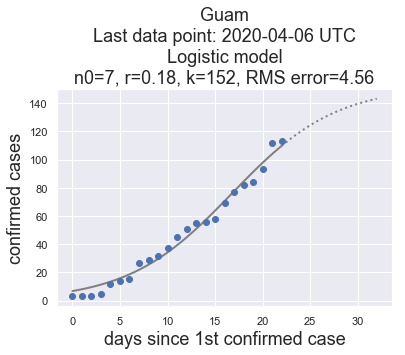 Guam
Last data point: 2020-04-06 UTC
Logistic model
n0=7, r=0.18, k=152, RMS error=4.56
140
120
100
80
60
40
20
0
confirmed cases
0 5 10 15 20 25 30
days since 1st confirmed case